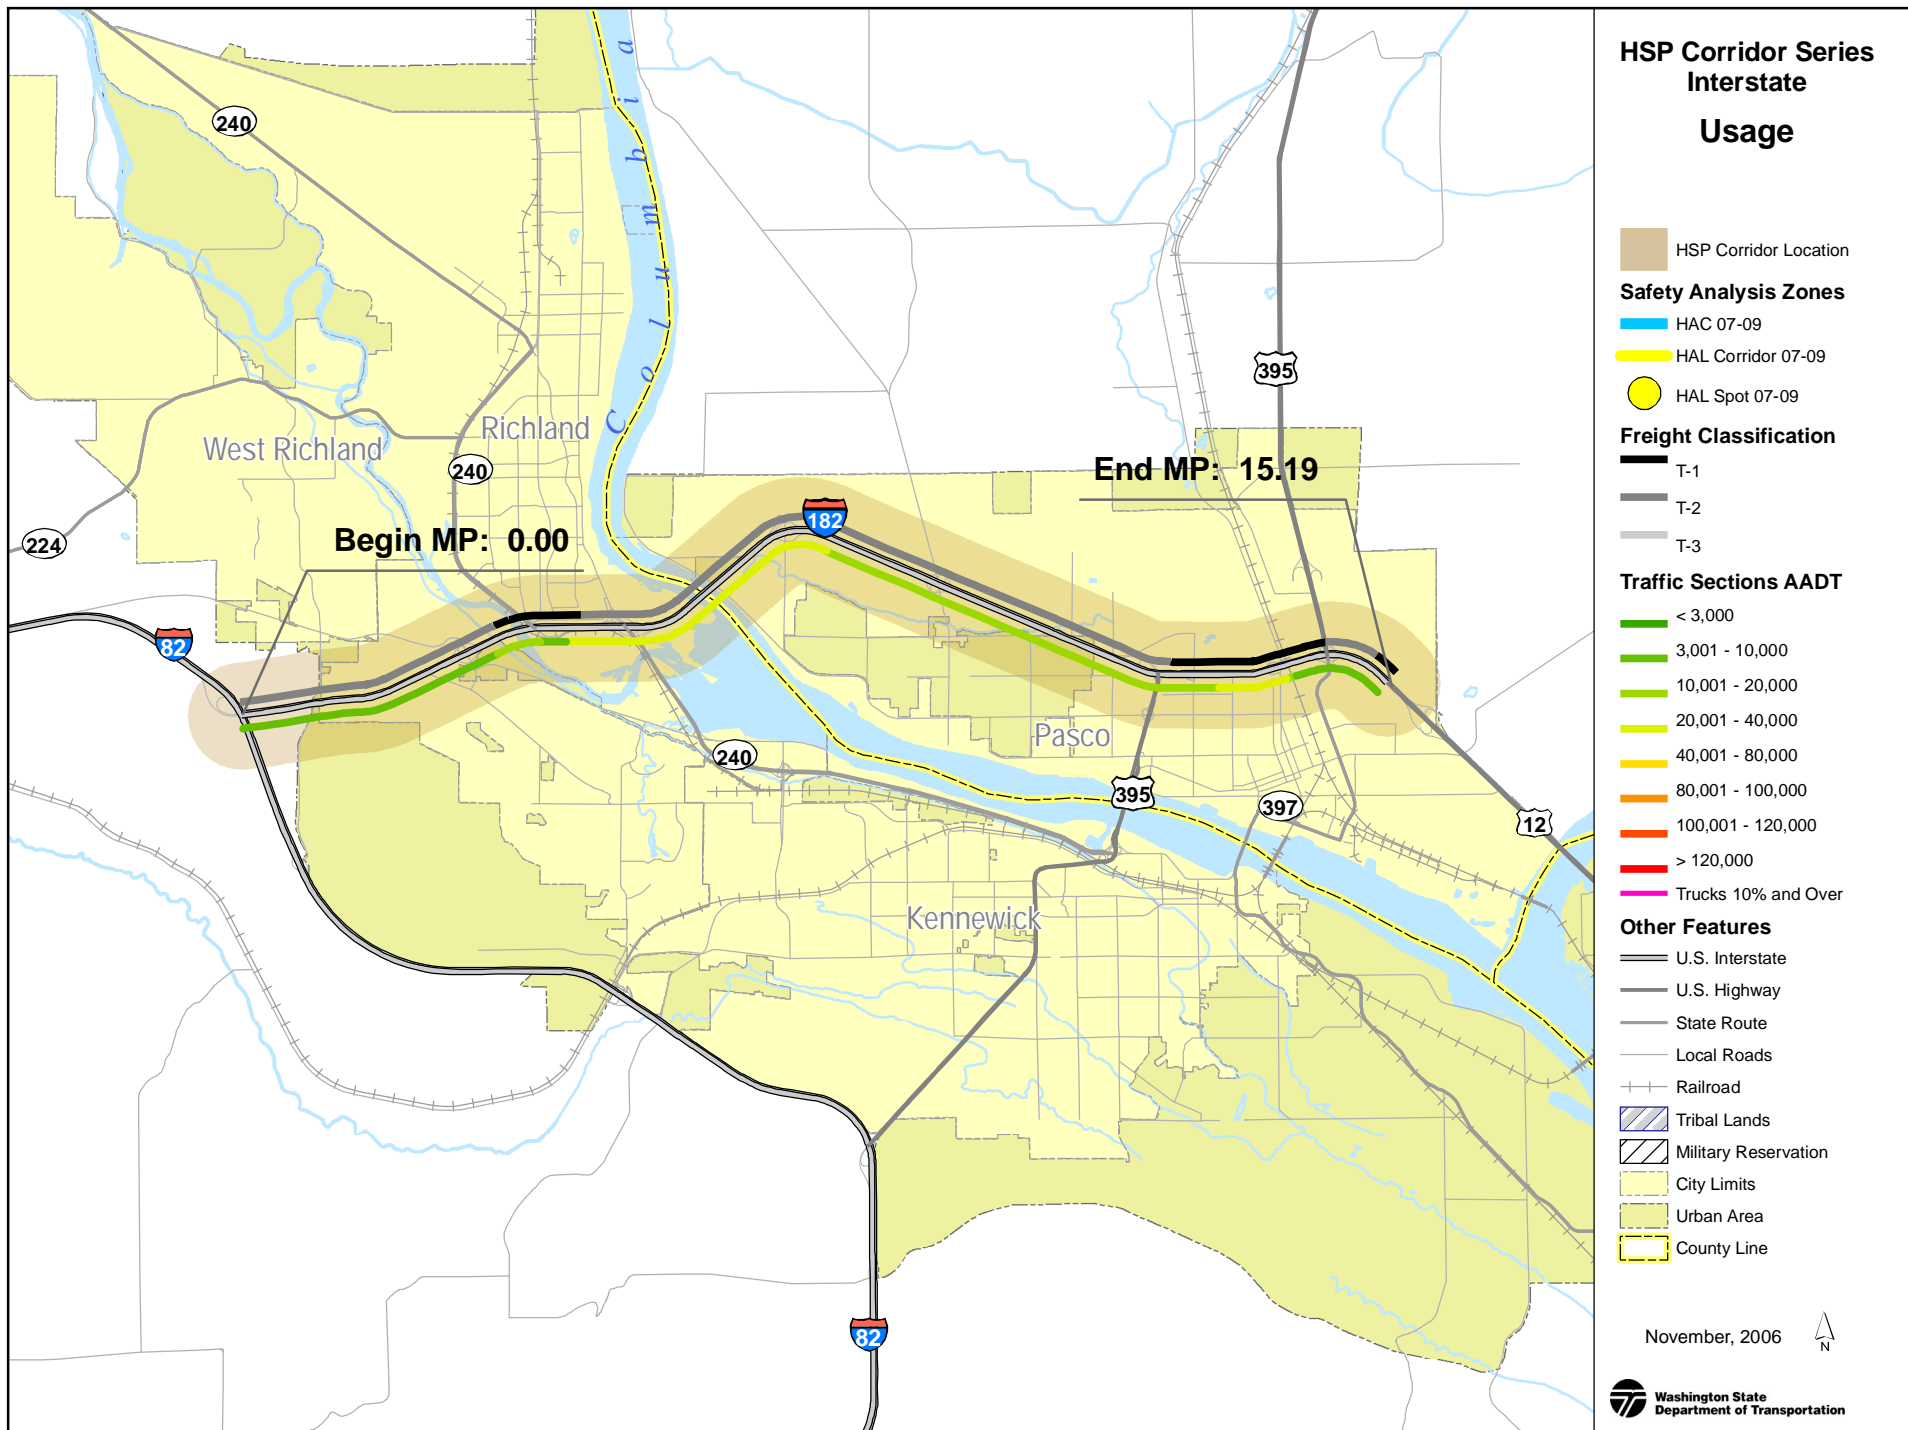 HSP Corridor Series
Interstate
Usage
HSP Corridor Location
Safety Analysis Zones
HAC 07-09
HAL Corridor 07-09
HAL Spot 07-09
Freight Classification
T-1
T-2
T-3
Traffic Sections AADT
< 3,000
3,001 - 10,000
10,001 - 20,000
20,001 - 40,000
40,001 - 80,000
80,001 - 100,000
100,001 - 120,000
> 120,000
Trucks 10% and Over
Other Features
U.S. Interstate
U.S. Highway
State Route
Local Roads
Railroad
Tribal Lands
Military Reservation
City Limits
Urban Area
County Line
November, 2006
N
Washington State
Department of Transportation
240
Columbia
395
Richland
West Richland
240
End MP: 15.19
182
Begin MP: 0.00
224
82
Pasco
240
395
397
12
Kennewick
82